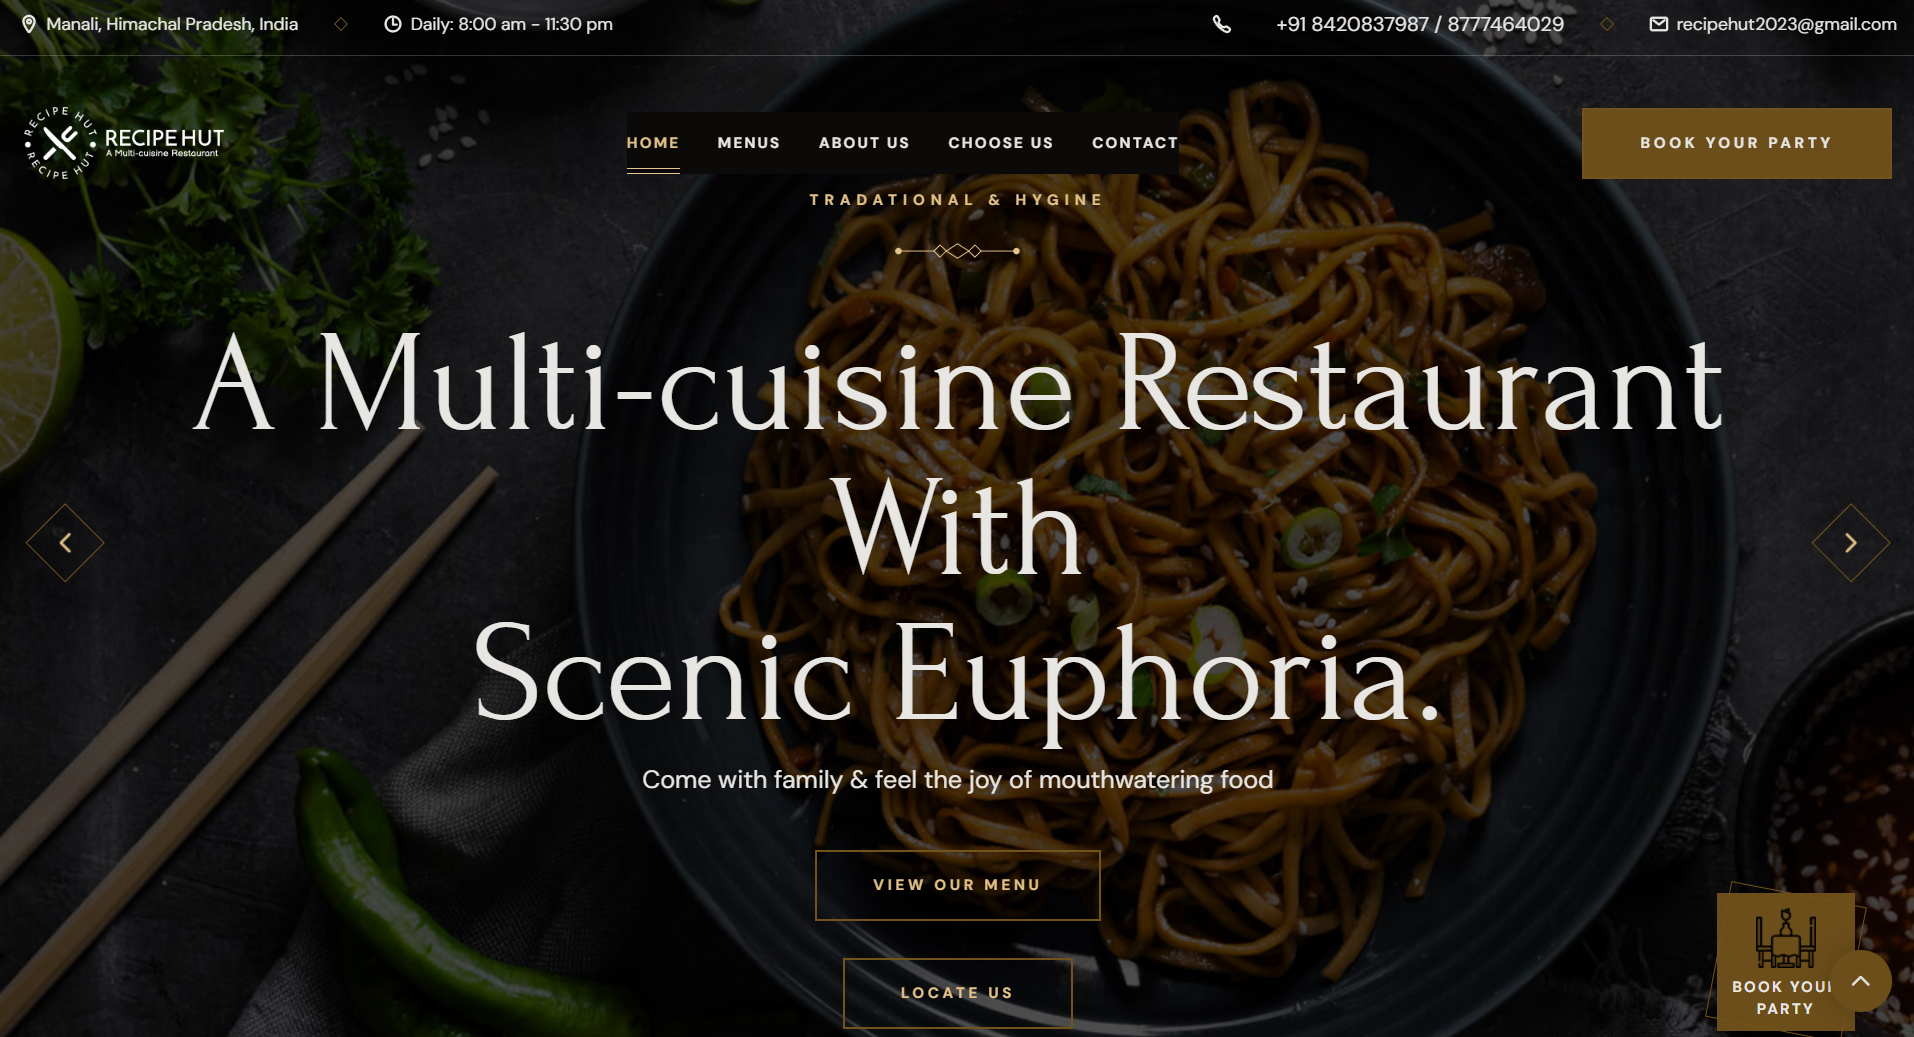 Manali, Himachal Pradesh, India
Daily: 8:00 am - 11:30 pm
+91 8420837987 / 8777464029
recipehut2023@gmail.com
RECIPE HUT
RECIPE HUT
RECIPE HUT
A Multi-cuisine Restaurant
HOME
MENUS
ABOUT US
CHOOSE US
CONTACT
BOOK YOUR PARTY
TRADATIONAL & HYGINE
A Multi-cuisine Restaurant
With
Scenic Euphoria.
Come with family & feel the joy of mouthwatering food
VIEW OUR MENU
LOCATE US
BOOK YOUR
PARTY